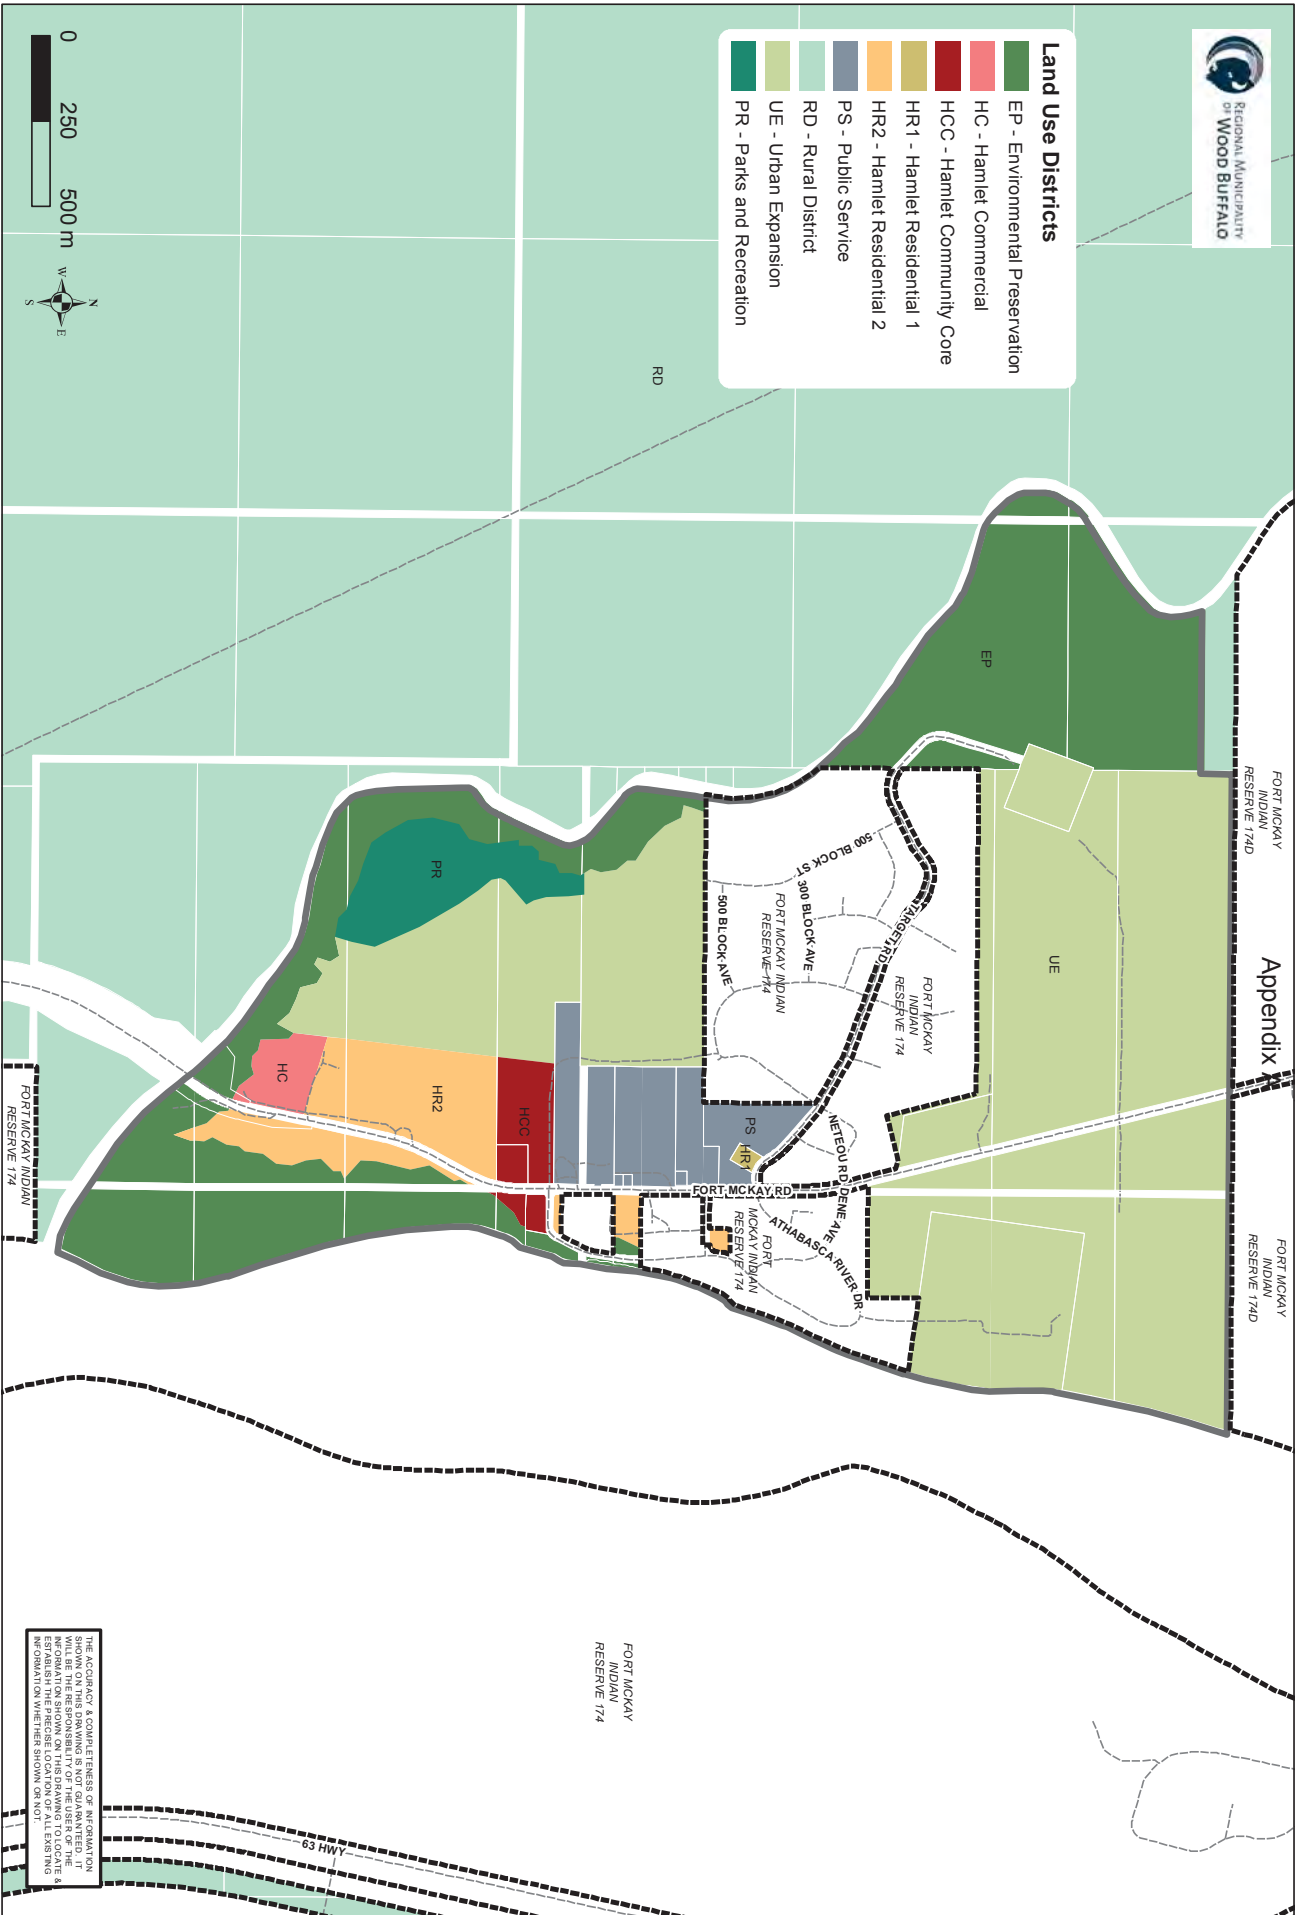 Appendix A
REGIONAL MUNICIPALITY
OF WOOD BUFFALO
Land Use Districts
EP - Environmental Preservation
HC - Hamlet Commercial
HCC - Hamlet Community Core
HR1 - Hamlet Residential 1
HR2 - Hamlet Residential 2
PS - Public Service
RD - Rural District
UE - Urban Expansion
PR - Parks and Recreation
0 250 500 m
N
W
E
S
RD
EP
FORT MCKAY
INDIAN
RESERVE 174D
FORT MCKAY
INDIAN
RESERVE 174D
UE
TARGET RD
500 BLOCK ST
300 BLOCK AVE
500 BLOCK AVE
FORT MCKAY INDIAN
RESERVE 174
FORT MCKAY
INDIAN
RESERVE 174
NETEOU RD
DENE AVE
ATHABASCA RIVER DR
FORT
MCKAY INDIAN
RESERVE 174
FORT MCKAY RD
PS
HR1
PR
HCC
HR2
HC
FORT MCKAY INDIAN
RESERVE 174
FORT MCKAY
INDIAN
RESERVE 174
63 HWY
THE ACCURACY & COMPLETENESS OF INFORMATION
SHOWN ON THIS DRAWING IS NOT GUARANTEED. IT
WILL BE THE RESPONSIBILITY OF THE USER OF THE
INFORMATION SHOWN ON THIS DRAWING TO LOCATE &
ESTABLISH THE PRECISE LOCATION OF ALL EXISTING
INFORMATION WHETHER SHOWN OR NOT.